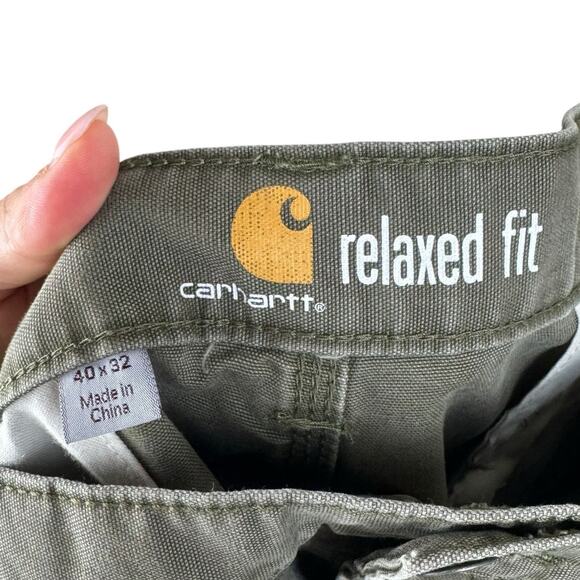 relaxed fit
carhartt®
40 x 32
Made in
China